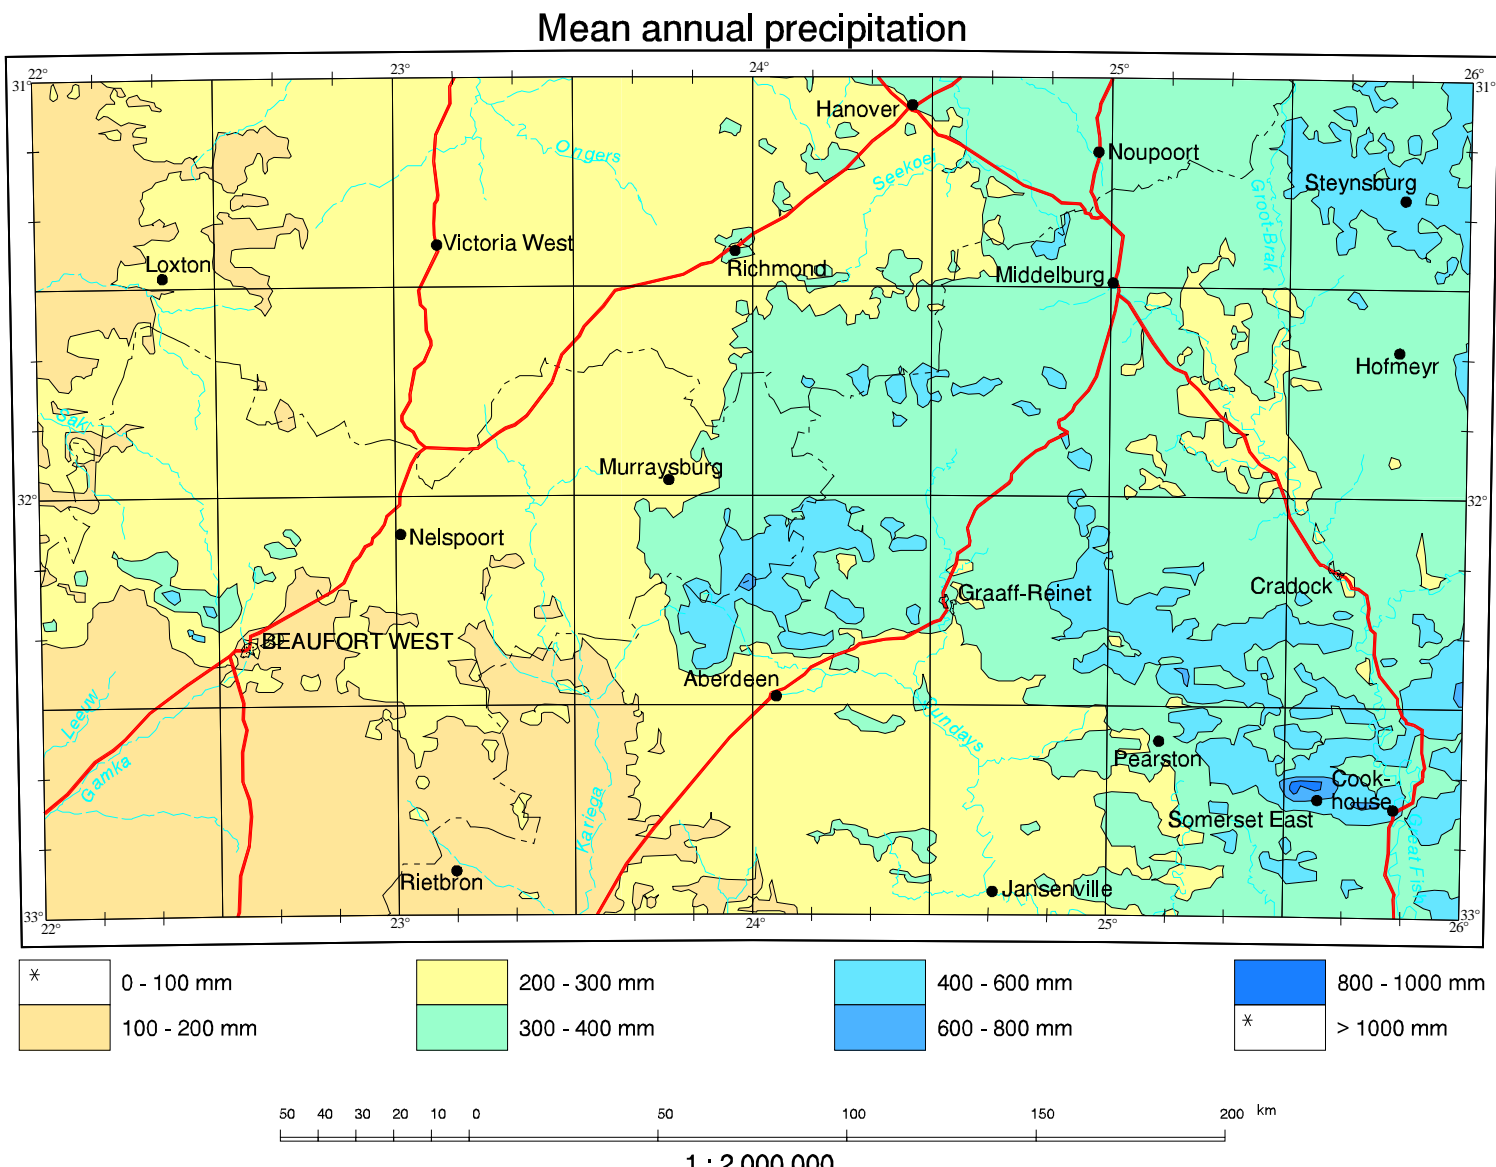 Mean annual precipitation
22° 23° 24° 25° 26°
31° 31°
Hanover
Noupoort
Ongers
Seekoei
Steynsburg
Groot-Brak
Victoria West
Loxton
Richmond
Middelburg
Hofmeyr
Sak
Murraysburg
32° 32°
Nelspoort
Cradock
Graaff-Reinet
BEAUFORT WEST
Aberdeen
Leeuw
Sundays
Gamka
Pearston
Cook-
house
Somerset East
Kariega
Great Fish
Rietbron
Jansenville
33° 33°
22° 23° 24° 25° 26°
* 0 - 100 mm
100 - 200 mm
200 - 300 mm
300 - 400 mm
400 - 600 mm
600 - 800 mm
800 - 1000 mm
* > 1000 mm
50 40 30 20 10 0 50 100 150 200 km
1 : 2 000 000